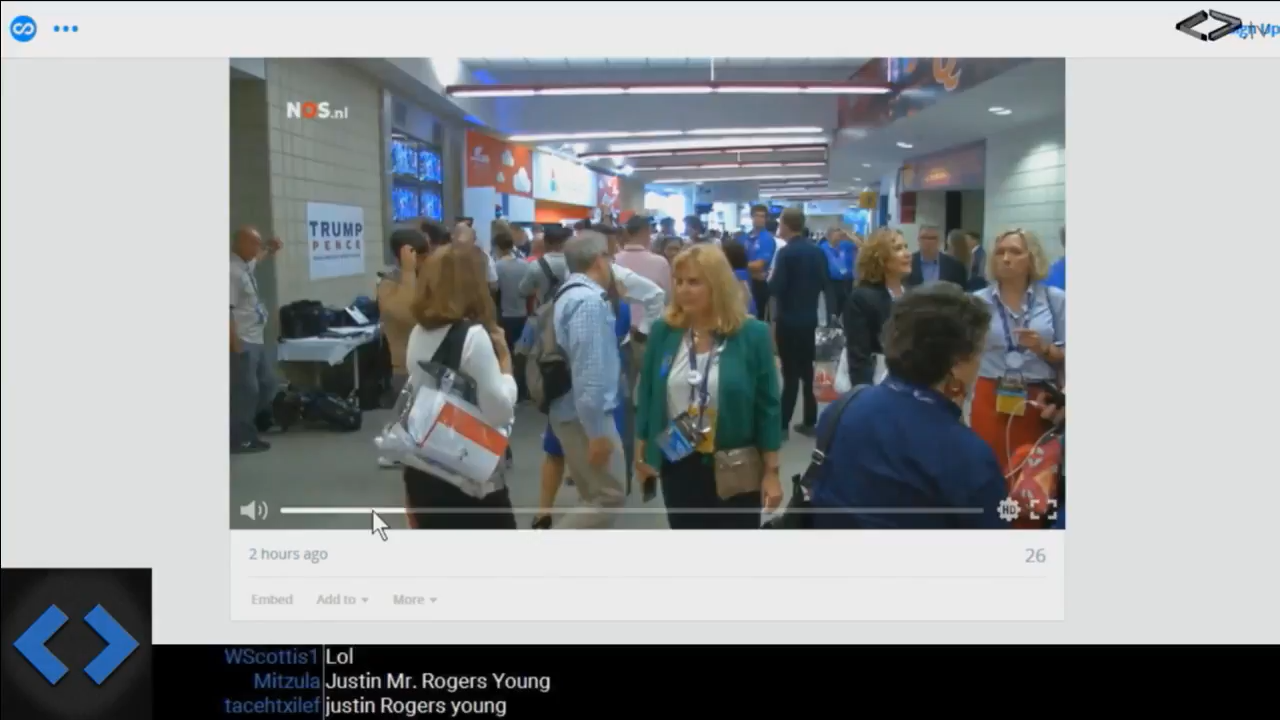 NOS.nl
TRUMP
PENCE
HD
2 hours ago
26
Embed
Add to
More
WScottis1 Lol
Mitzula Justin Mr. Rogers Young
tacehtxilef justin Rogers young